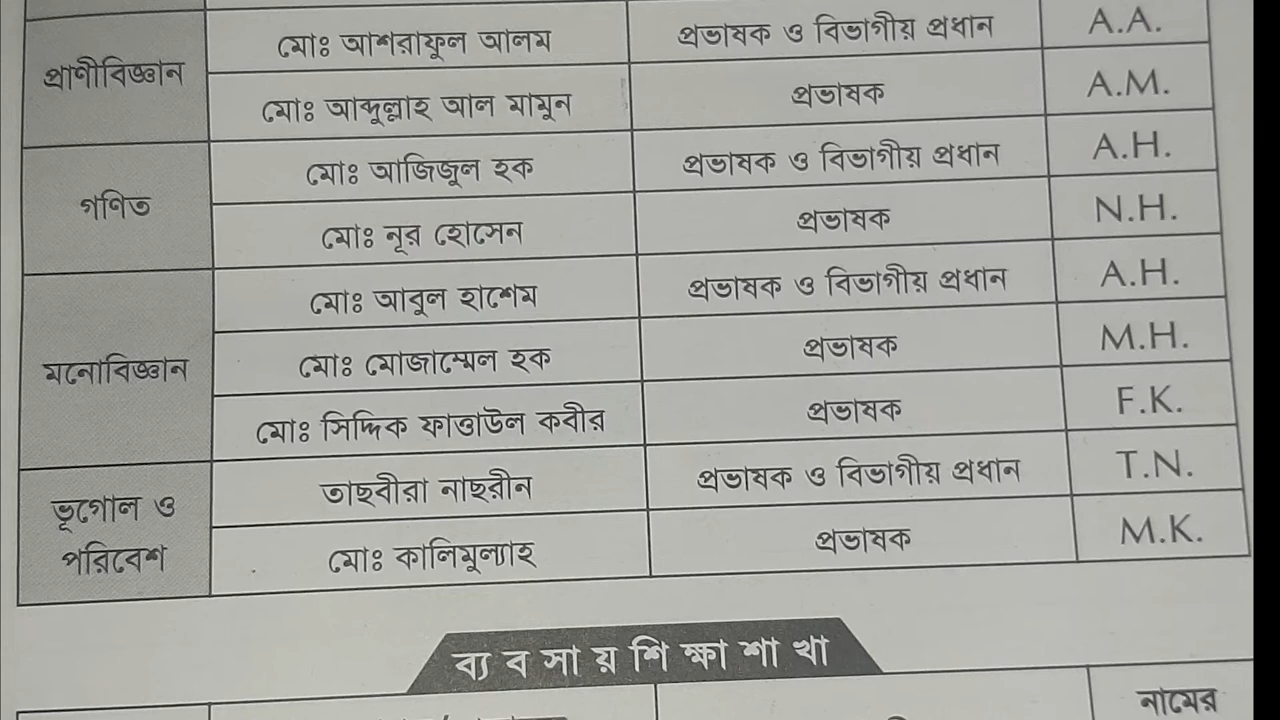 প্রাণীবিজ্ঞান
মোঃ আশরাফুল আলম প্রভাষক ও বিভাগীয় প্রধান A.A.
মোঃ আব্দুল্লাহ আল মামুন প্রভাষক A.M.
গণিত
মোঃ আজিজুল হক প্রভাষক ও বিভাগীয় প্রধান A.H.
মোঃ নূর হোসেন প্রভাষক N.H.
মনোবিজ্ঞান
মোঃ আবুল হাশেম প্রভাষক ও বিভাগীয় প্রধান A.H.
মোঃ মোজাম্মেল হক প্রভাষক M.H.
মোঃ সিদ্দিক ফাত্তাউল কবীর প্রভাষক F.K.
ভূগোল ও
পরিবেশ
তাছবীরা নাছরীন প্রভাষক ও বিভাগীয় প্রধান T.N.
মোঃ কালিমুল্যাহ প্রভাষক M.K.
ব্য ব সা য় শি ক্ষা শা খা
নামের